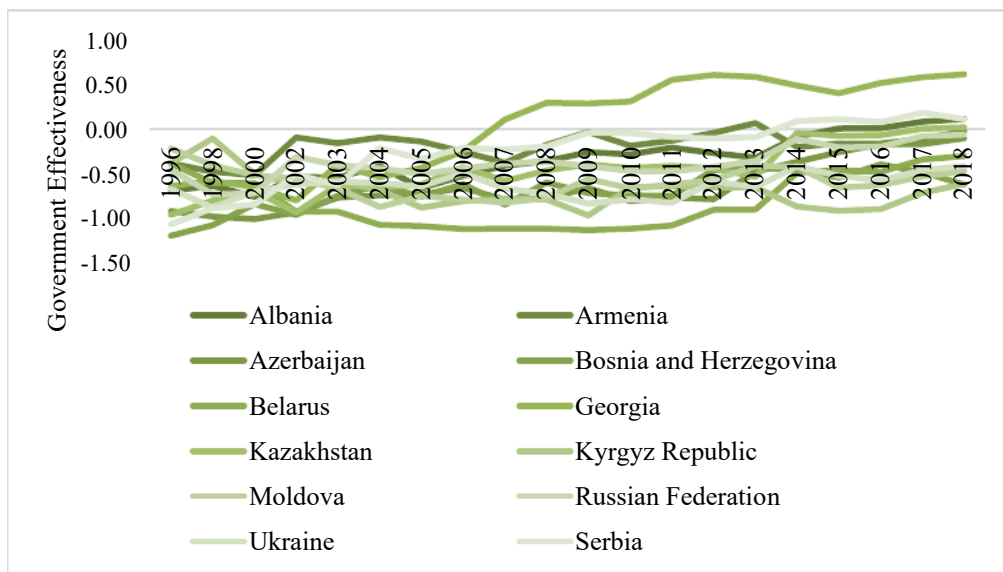 Government Effectiveness
1.00
0.50
0.00
-0.50
-1.00
-1.50
1996 1998 2000 2002 2003 2004 2005 2006 2007 2008 2009 2010 2011 2012 2013 2014 2015 2016 2017 2018
Albania Armenia
Azerbaijan Bosnia and Herzegovina
Belarus Georgia
Kazakhstan Kyrgyz Republic
Moldova Russian Federation
Ukraine Serbia